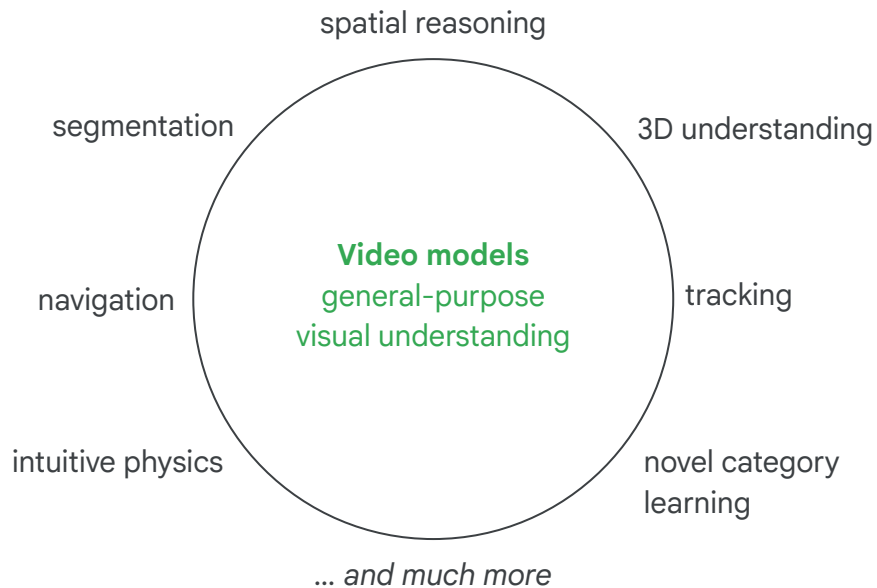 spatial reasoning
segmentation
3D understanding
Video models
general-purpose
visual understanding
navigation
tracking
intuitive physics
novel category
learning
... and much more